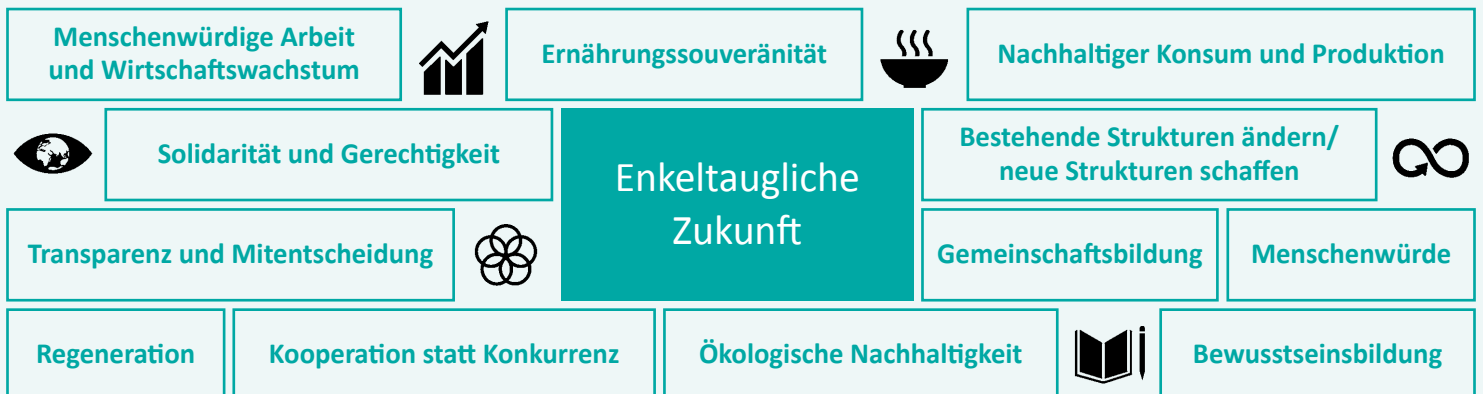 Menschenwürdige Arbeit
und Wirtschaftswachstum
Ernährungssouveränität
Nachhaltiger Konsum und Produktion
Solidarität und Gerechtigkeit
Enkeltaugliche
Zukunft
Bestehende Strukturen ändern/
neue Strukturen schaffen
Transparenz und Mitentscheidung
Gemeinschaftsbildung
Menschenwürde
Regeneration
Kooperation statt Konkurrenz
Ökologische Nachhaltigkeit
Bewusstseinsbildung